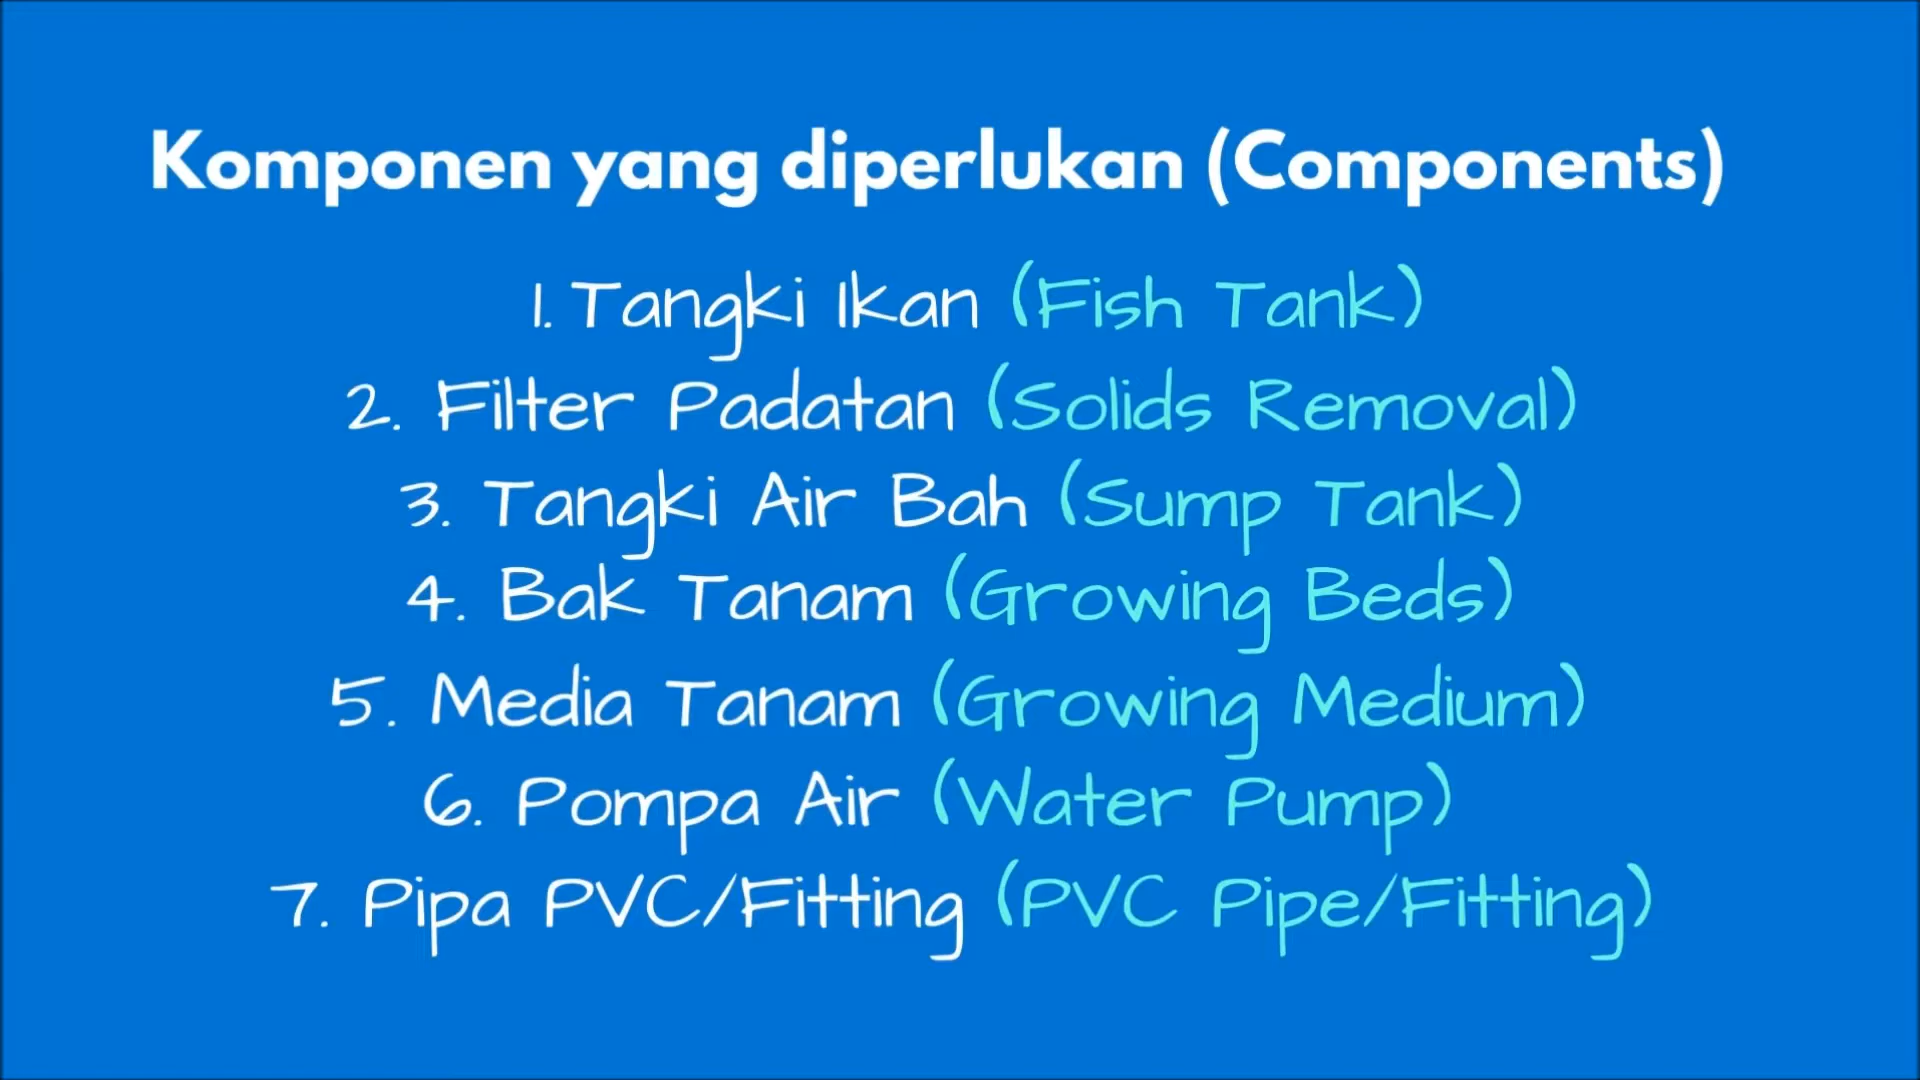 Komponen yang diperlukan (Components)
1. Tangki Ikan (Fish Tank)
2. Filter Padatan (Solids Removal)
3. Tangki Air Bah (Sump Tank)
4. Bak Tanam (Growing Beds)
5. Media Tanam (Growing Medium)
6. Pompa Air (Water Pump)
7. Pipa PVC/Fitting (PVC Pipe/Fitting)